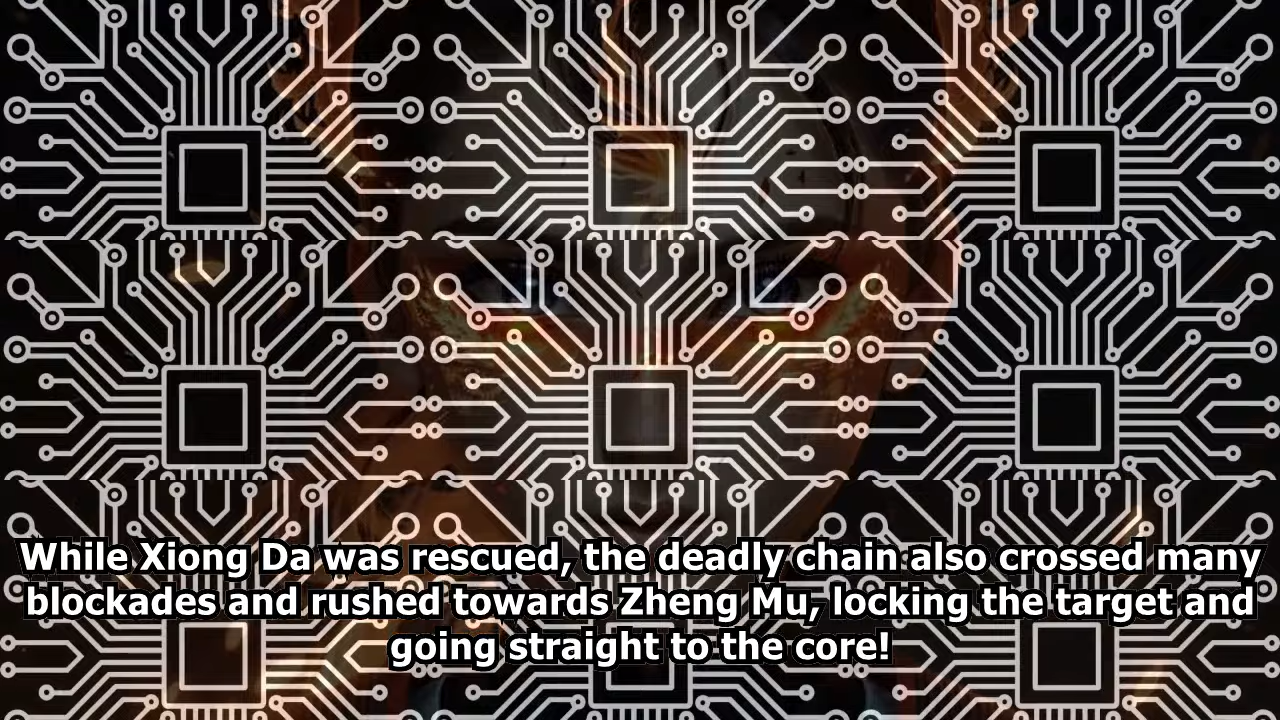 While Xiong Da was rescued, the deadly chain also crossed many
blockades and rushed towards Zheng Mu, locking the target and
going straight to the core!